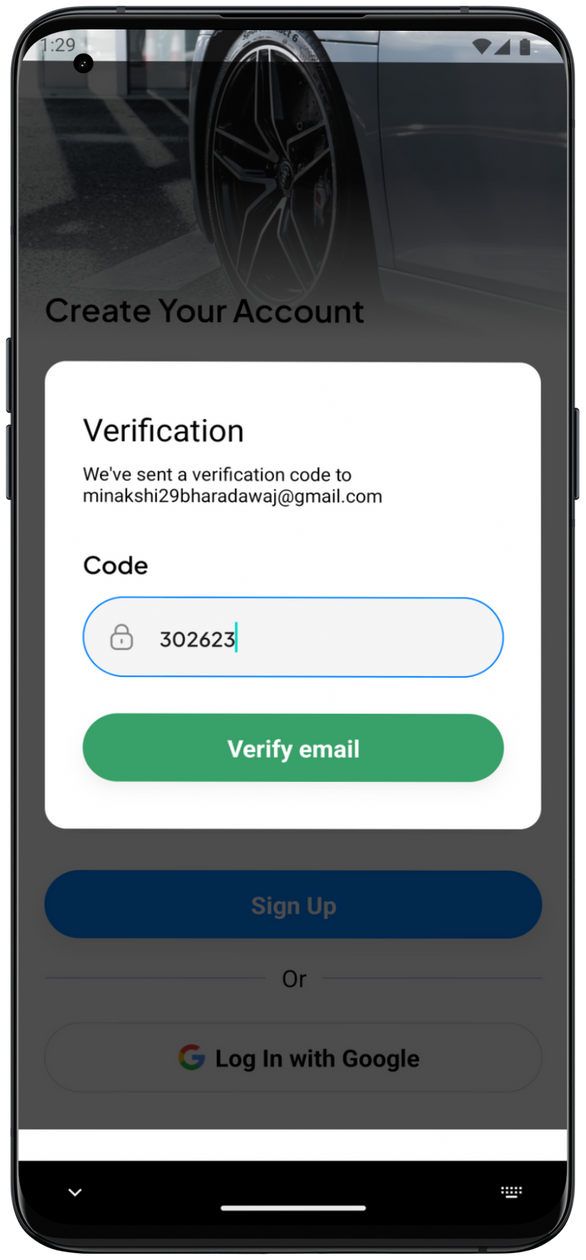 1:29
Create Your Account
Verification
We've sent a verification code to
minakshi29bharadawaj@gmail.com
Code
302623
Verify email
Sign Up
Or
Log In with Google